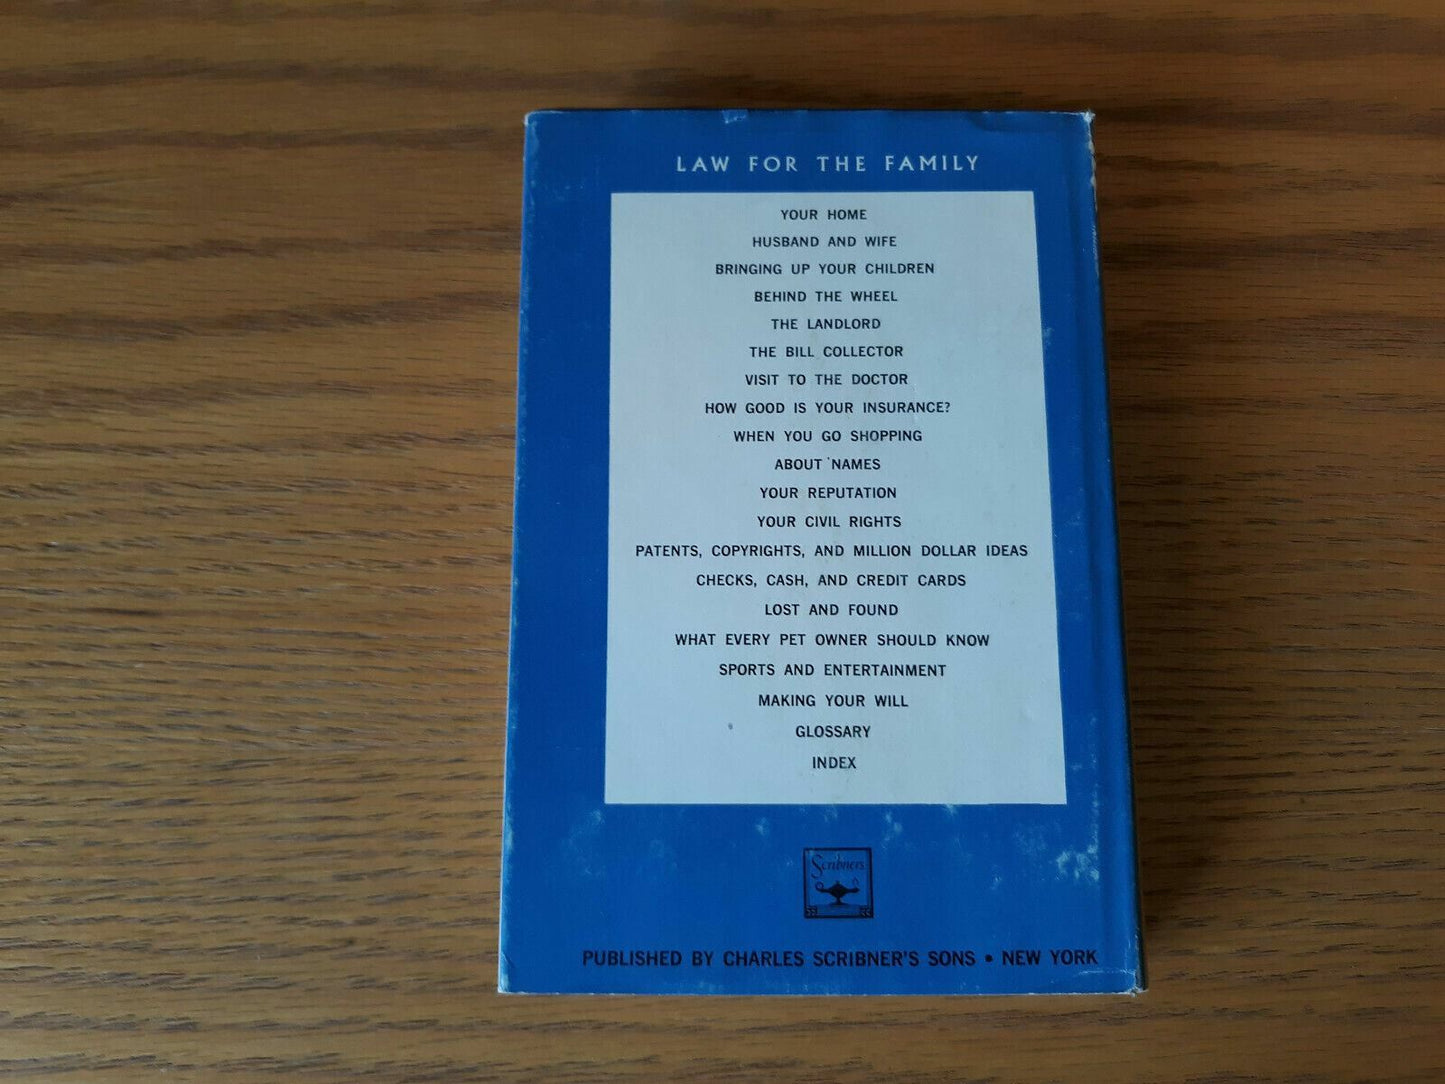 LAW FOR THE FAMILY
YOUR HOME
HUSBAND AND WIFE
BRINGING UP YOUR CHILDREN
BEHIND THE WHEEL
THE LANDLORD
THE BILL COLLECTOR
VISIT TO THE DOCTOR
HOW GOOD IS YOUR INSURANCE?
WHEN YOU GO SHOPPING
ABOUT NAMES
YOUR REPUTATION
YOUR CIVIL RIGHTS
PATENTS, COPYRIGHTS, AND MILLION DOLLAR IDEAS
CHECKS, CASH, AND CREDIT CARDS
LOST AND FOUND
WHAT EVERY PET OWNER SHOULD KNOW
SPORTS AND ENTERTAINMENT
MAKING YOUR WILL
GLOSSARY
INDEX
Scribners
PUBLISHED BY CHARLES SCRIBNER'S SONS • NEW YORK